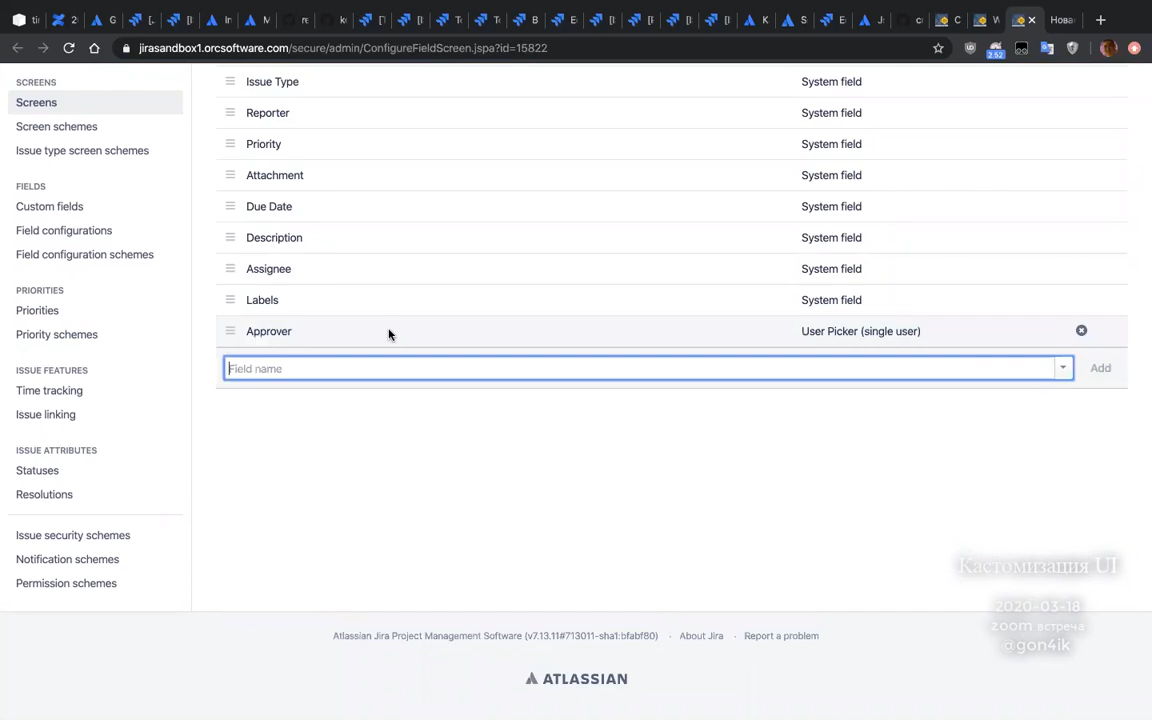 jirasandbox1.orcsoftware.com/secure/admin/ConfigureFieldScreen.jspa?id=15822
2:52
SCREENS
Screens
Screen schemes
Issue type screen schemes
FIELDS
Custom fields
Field configurations
Field configuration schemes
PRIORITIES
Priorities
Priority schemes
ISSUE FEATURES
Time tracking
Issue linking
ISSUE ATTRIBUTES
Statuses
Resolutions
Issue security schemes
Notification schemes
Permission schemes
Issue Type System field
Reporter System field
Priority System field
Attachment System field
Due Date System field
Description System field
Assignee System field
Labels System field
Approver User Picker (single user)
Field name Add
Кастомизация UI
2020-03-18
zoom встреча
@gon4ik
Atlassian Jira Project Management Software (v7.13.11#713011-sha1:bfabf80) · About Jira · Report a problem
ATLASSIAN